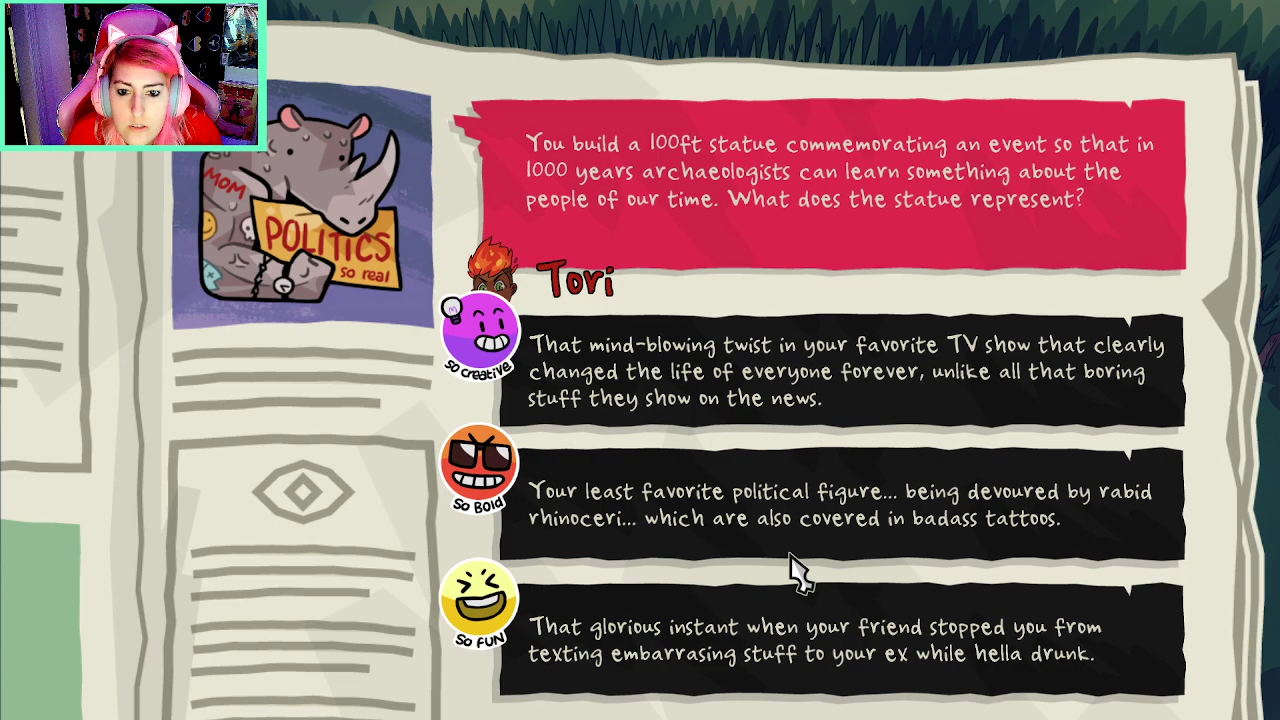 MOM
POLITICS
so real
You build a 100ft statue commemorating an event so that in
1000 years archaeologists can learn something about the
people of our time. What does the statue represent?
Tori
So Creative
That mind-blowing twist in your favorite TV show that clearly
changed the life of everyone forever, unlike all that boring
stuff they show on the news.
So Bold
Your least favorite political figure... being devoured by rabid
rhinoceri... which are also covered in badass tattoos.
So FUN
That glorious instant when your friend stopped you from
texting embarrasing stuff to your ex while hella drunk.